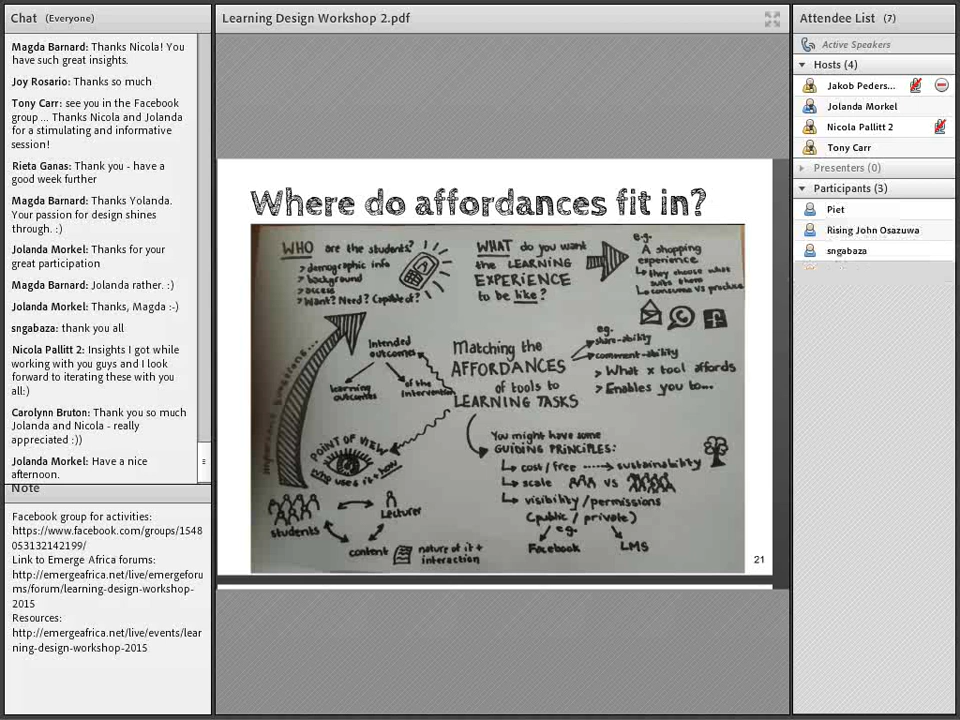 Chat (Everyone)
Magda Barnard: Thanks Nicola! You
have such great insights.
Joy Rosario: Thanks so much
Tony Carr: see you in the Facebook
group ... Thanks Nicola and Jolanda
for a stimulating and informative
session!
Rieta Ganas: Thank you - have a
good week further
Magda Barnard: Thanks Yolanda.
Your passion for design shines
through. :)
Jolanda Morkel: Thanks for your
great participation
Magda Barnard: Jolanda rather. :)
Jolanda Morkel: Thanks, Magda :-)
sngabaza: thank you all
Nicola Pallitt 2: Insights I got while
working with you guys and I look
forward to iterating these with you
all:)
Carolynn Bruton: Thank you so much
Jolanda and Nicola - really
appreciated :))
Jolanda Morkel: Have a nice
afternoon.
Note
Facebook group for activities:
https://www.facebook.com/groups/1548
053132142199/
Link to Emerge Africa forums:
http://emergeafrica.net/live/emergeforu
ms/forum/learning-design-workshop-
2015
Resources:
http://emergeafrica.net/live/events/lear
ning-design-workshop-2015
Learning Design Workshop 2.pdf
Where do affordances fit in?
WHO are the students?
> demographic info
> background
> access
> Want? Need? Capable of?
WHAT do you want
the LEARNING
EXPERIENCE
to be like?
e.g.
A shopping
experience
they choose what
suits them
consume vs produce
Intended
outcomes
learning
outcomes
of the
intervention
Matching the
AFFORDANCES
of tools to
LEARNING TASKS
eg.
share-ability
comment-ability
> What x tool affords
> Enables you to...
Important questions...
POINT OF VIEW
who uses it + how
students
Lecturer
content
nature of it +
interaction
You might have some
GUIDING PRINCIPLES:
cost/free sustainability
scale vs
visibility/permissions
(public / private)
eg.
Facebook
LMS
21
Attendee List (7)
Active Speakers
Hosts (4)
Jakob Peders...
Jolanda Morkel
Nicola Pallitt 2
Tony Carr
Presenters (0)
Participants (3)
Piet
Rising John Osazuwa
sngabaza